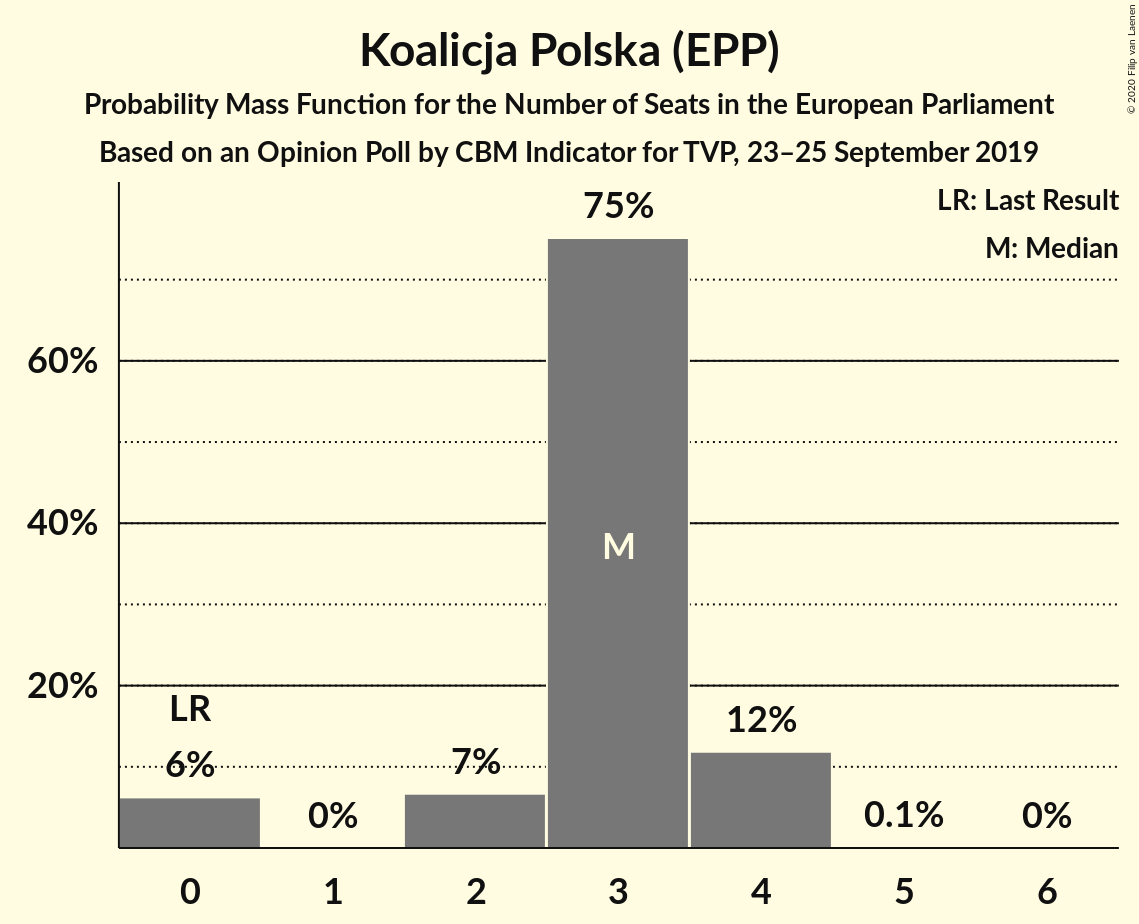 © 2020 Filip van Laenen
Koalicja Polska (EPP)
Probability Mass Function for the Number of Seats in the European Parliament
Based on an Opinion Poll by CBM Indicator for TVP, 23–25 September 2019
LR: Last Result
M: Median
75%
60%
40%
M
20%
LR
12%
6%
7%
0%
0.1%
0%
0 1 2 3 4 5 6